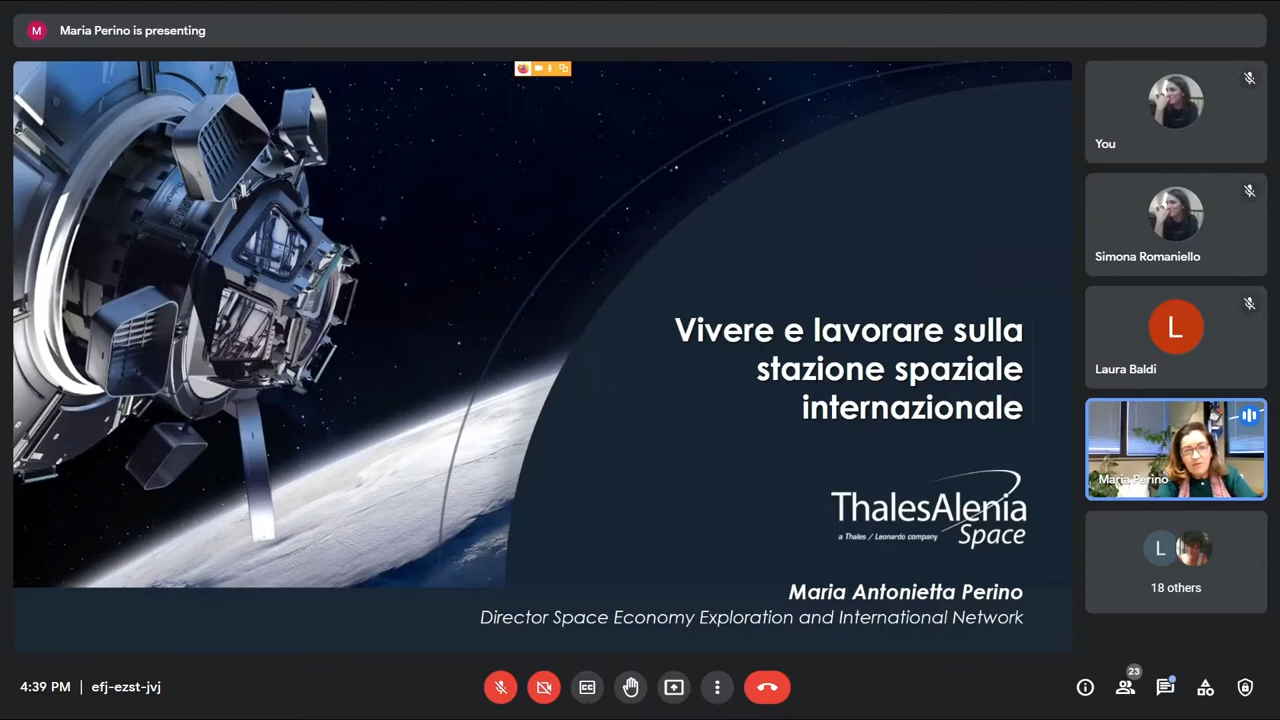 M
Maria Perino is presenting
You
Simona Romaniello
L
Laura Baldi
Maria Perino
L
18 others
Vivere e lavorare sulla
stazione spaziale
internazionale
ThalesAlenia
a Thales / Leonardo company
Space
Maria Antonietta Perino
Director Space Economy Exploration and International Network
4:39 PM | efj-ezst-jvj
CC
23